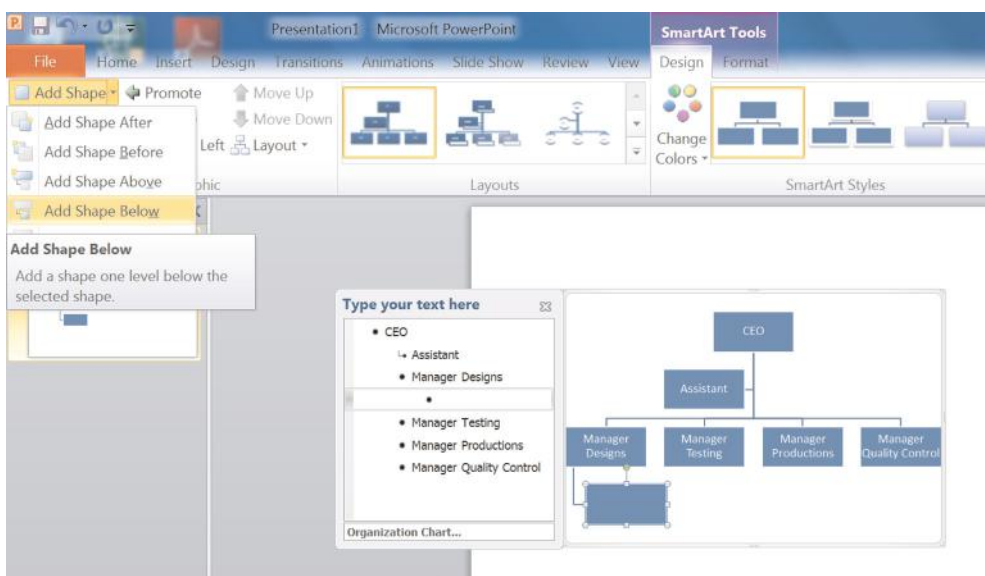 Presentation1 Microsoft PowerPoint
SmartArt Tools
File Home Insert Design Transitions Animations Slide Show Review View Design Format
Add Shape Promote Move Up
Add Shape After
Move Down
Add Shape Before
Left Layout
Add Shape Above
phic
Add Shape Below
Layouts
Change
Colors
SmartArt Styles
Add Shape Below
Add a shape one level below the
selected shape.
Type your text here
CEO
Assistant
Manager Designs
Manager Testing
Manager Productions
Manager Quality Control
Organization Chart...
CEO
Assistant
Manager
Designs
Manager
Testing
Manager
Productions
Manager
Quality Control